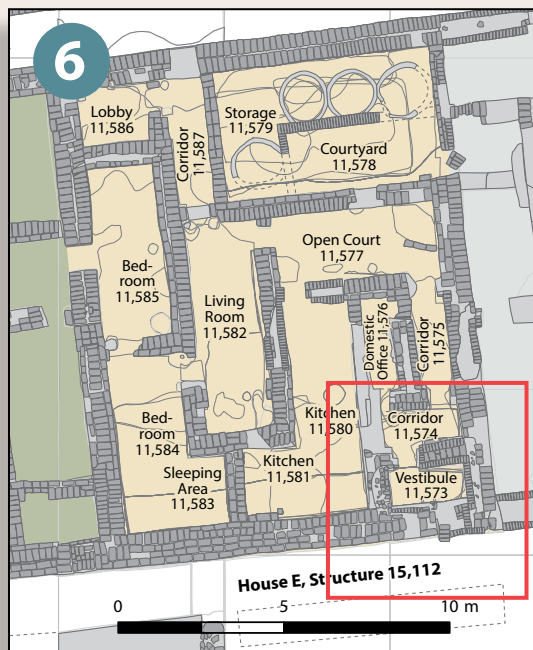 6
Lobby
11,586
Corridor
11,587
Storage
11,579
Courtyard
11,578
Open Court
11,577
Bed-
room
11,585
Living
Room
11,582
Domestic
Office 11,576
Corridor
11,575
Bed-
room
11,584
Sleeping
Area
11,583
Kitchen
11,580
Kitchen
11,581
Corridor
11,574
Vestibule
11,573
House E, Structure 15,112
0 5 10 m